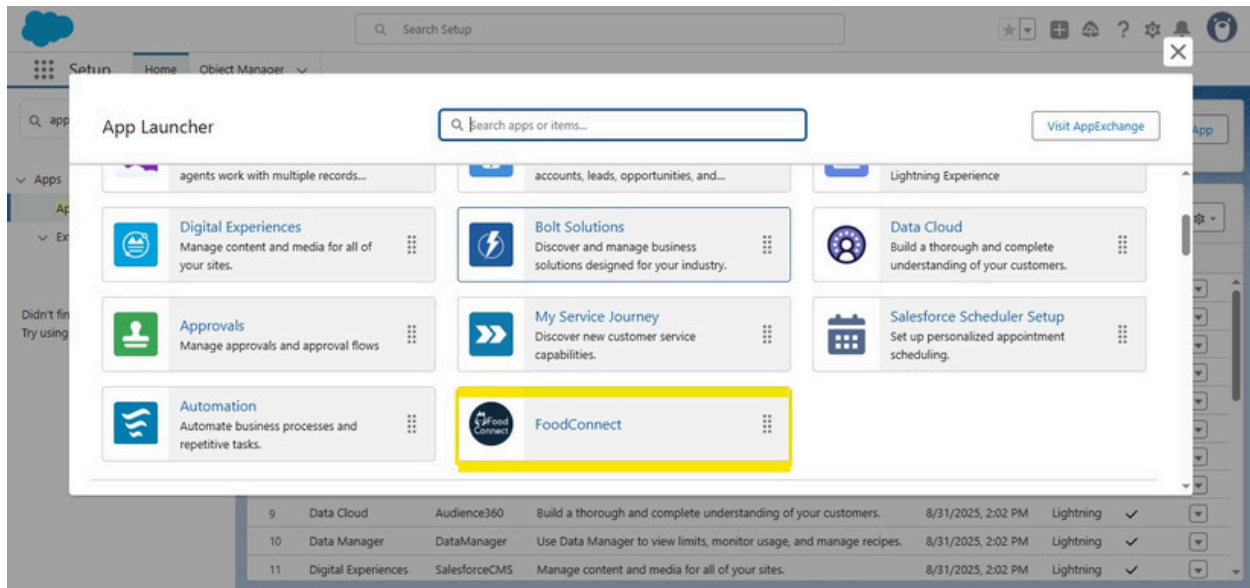 Search Setup
Setup
Home
Object Manager
app
App
App Launcher
Search apps or items...
Visit AppExchange
Apps
Ap
Ex
Didn't fin
Try using
agents work with multiple records...
accounts, leads, opportunities, and...
Lightning Experience
Digital Experiences
Manage content and media for all of
your sites.
Bolt Solutions
Discover and manage business
solutions designed for your industry.
Data Cloud
Build a thorough and complete
understanding of your customers.
Approvals
Manage approvals and approval flows
My Service Journey
Discover new customer service
capabilities.
Salesforce Scheduler Setup
Set up personalized appointment
scheduling.
Automation
Automate business processes and
repetitive tasks.
Food
Connect
FoodConnect
9 Data Cloud Audience360 Build a thorough and complete understanding of your customers. 8/31/2025, 2:02 PM Lightning
10 Data Manager DataManager Use Data Manager to view limits, monitor usage, and manage recipes. 8/31/2025, 2:02 PM Lightning
11 Digital Experiences SalesforceCMS Manage content and media for all of your sites. 8/31/2025, 2:02 PM Lightning